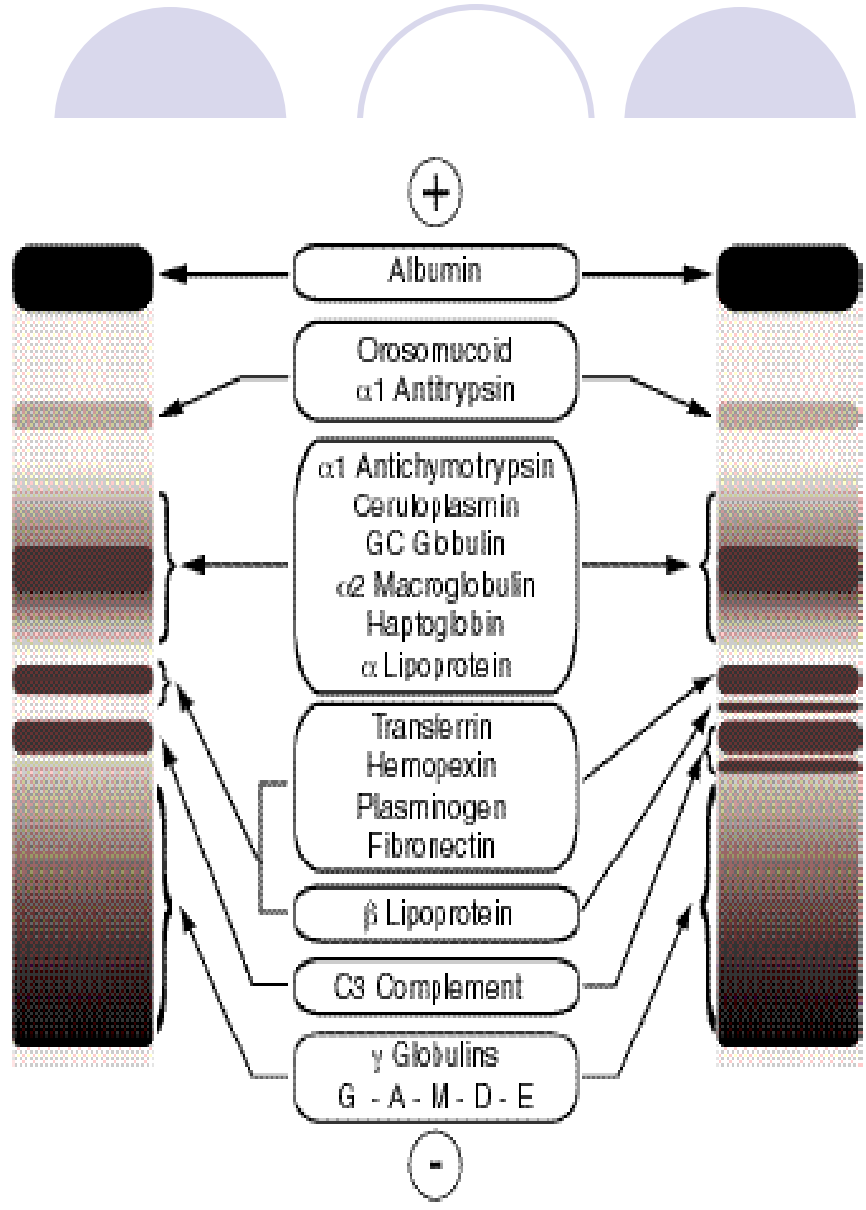 +
Albumin
Orosomucoid
α1 Antitrypsin
α1 Antichymotrypsin
Ceruloplasmin
GC Globulin
α2 Macroglobulin
Haptoglobin
α Lipoprotein
Transferrin
Hemopexin
Plasminogen
Fibronectin
β Lipoprotein
C3 Complement
γ Globulins
G - A - M - D - E
-